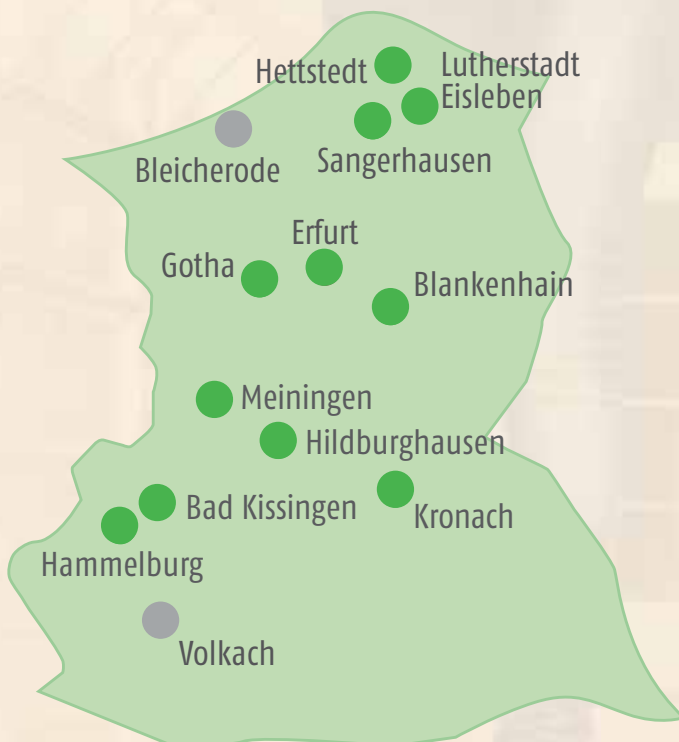 Hettstedt
Lutherstadt
Eisleben
Sangerhausen
Bleicherode
Erfurt
Gotha
Blankenhain
Meiningen
Hildburghausen
Bad Kissingen
Kronach
Hammelburg
Volkach